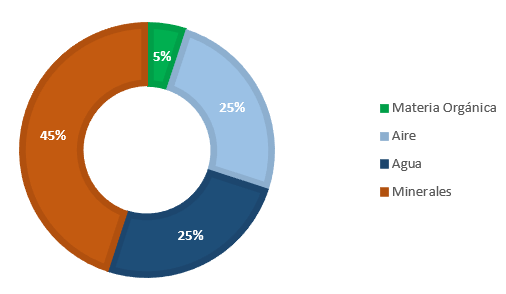 5%
25%
25%
45%
Materia Orgánica
Aire
Agua
Minerales